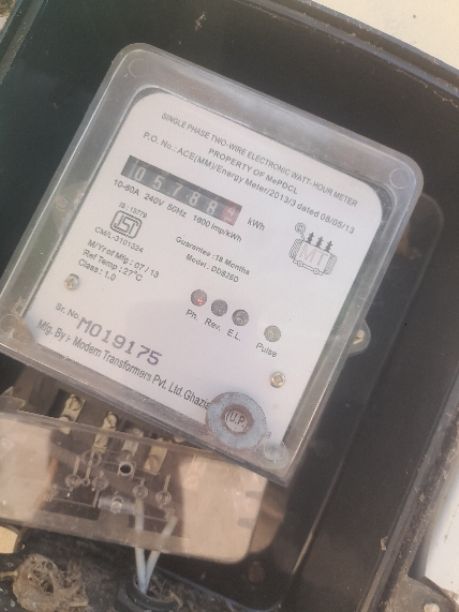 SINGLE PHASE TWO-WIRE ELECTRONIC WATT-HOUR METER
PROPERTY OF MePDCL
P.O. No.: ACE(MM)/Energy Meter/2013/3 dated 08/05/13
05788 kWh
10-60A 240V 50Hz 1600 imp/kWh
IS:13779
CM/L-3101324
M/Yr of Mfg : 07 / 13
Ref Temp : 27°C
Class : 1.0
Guarantee : 18 Months
Model :
MT
Ph. Rev. E.L. Pulse
Sr. No. M019175
Mfg. By : Modern Transformers Pvt. Ltd.
U.P.